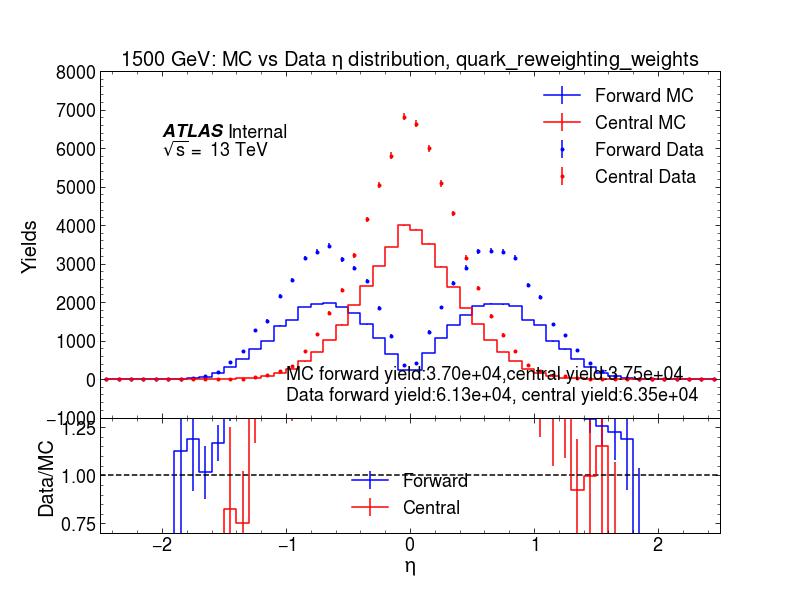 1500 GeV: MC vs Data η distribution, quark_reweighting_weights
8000
7000
6000
5000
4000
3000
2000
1000
0
−1000
Yields
ATLAS Internal
√s = 13 TeV
Forward MC
Central MC
Forward Data
Central Data
MC forward yield:3.70e+04,central yield:3.75e+04
Data forward yield:6.13e+04, central yield:6.35e+04
1.25
1.00
0.75
Data/MC
Forward
Central
−2 −1 0 1 2
η